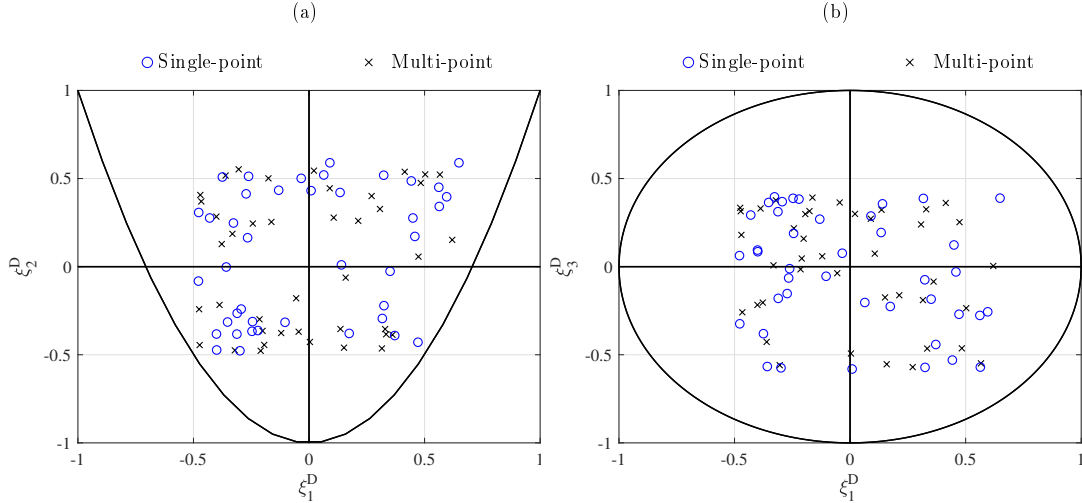 (a)
Single-point Multi-point
1
0.5
0
-0.5
-1
-1 -0.5 0 0.5 1
ξ₂ᴰ
ξ₁ᴰ
(b)
Single-point Multi-point
1
0.5
0
-0.5
-1
-1 -0.5 0 0.5 1
ξ₃ᴰ
ξ₁ᴰ